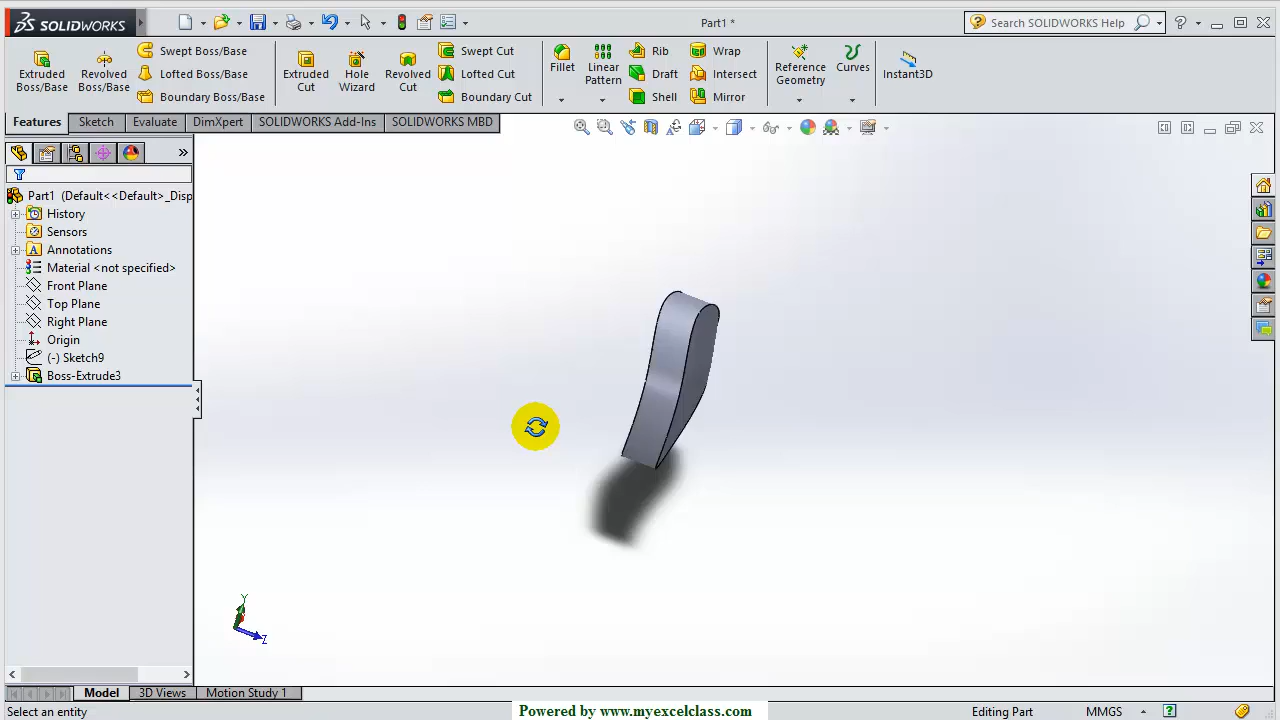 SOLIDWORKS
Part1 *
Search SOLIDWORKS Help
Extruded Boss/Base
Revolved Boss/Base
Swept Boss/Base
Lofted Boss/Base
Boundary Boss/Base
Extruded Cut
Hole Wizard
Revolved Cut
Swept Cut
Lofted Cut
Boundary Cut
Fillet
Linear Pattern
Rib
Draft
Shell
Wrap
Intersect
Mirror
Reference Geometry
Curves
Instant3D
Features
Sketch
Evaluate
DimXpert
SOLIDWORKS Add-Ins
SOLIDWORKS MBD
Part1 (Default<<Default>_Disp
History
Sensors
Annotations
Material <not specified>
Front Plane
Top Plane
Right Plane
Origin
(-) Sketch9
Boss-Extrude3
Y
Z
Model
3D Views
Motion Study 1
Select an entity
Powered by www.myexcelclass.com
Editing Part
MMGS